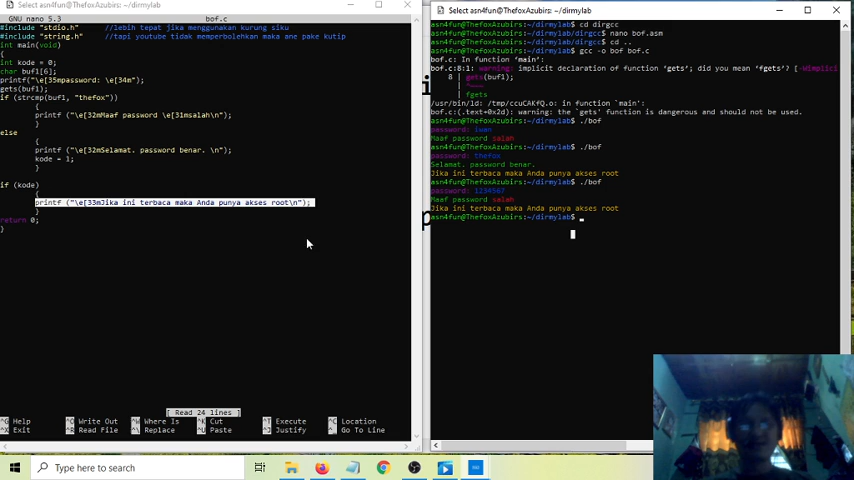 Select asn4fun@ThefoxAzubirs: ~/dirmylab
GNU nano 5.3 bof.c
#include "stdio.h" //lebih tepat jika menggunakan kurung siku
#include "string.h" //tapi youtube tidak memperbolehkan maka ane pake kutip
int main(void)
{
int kode = 0;
char buf1[6];
printf("\e[35mpassword: \e[34m");
gets(buf1);
if (strcmp(buf1, "thefox"))
{
printf ("\e[32mMaaf password \e[31msalah\n");
}
else
{
printf ("\e[32mSelamat. password benar. \n");
kode = 1;
}
if (kode)
{
printf ("\e[33mJika ini terbaca maka Anda punya akses root\n");
}
return 0;
}
[ Read 24 lines ]
^G Help ^O Write Out ^W Where Is ^K Cut ^T Execute ^C Location
^X Exit ^R Read File ^\ Replace ^U Paste ^J Justify ^_ Go To Line
Select asn4fun@ThefoxAzubirs: ~/dirmylab
asn4fun@ThefoxAzubirs:~/dirmylab$ cd dirgcc
asn4fun@ThefoxAzubirs:~/dirmylab/dirgcc$ nano bof.asm
asn4fun@ThefoxAzubirs:~/dirmylab/dirgcc$ cd ..
asn4fun@ThefoxAzubirs:~/dirmylab$ gcc -o bof bof.c
bof.c: In function 'main':
bof.c:8:1: warning: implicit declaration of function 'gets'; did you mean 'fgets'? [-Wimplici
8 | gets(buf1);
| ^~~~
| fgets
/usr/bin/ld: /tmp/ccuCAKfQ.o: in function `main':
bof.c:(.text+0x2d): warning: the `gets' function is dangerous and should not be used.
asn4fun@ThefoxAzubirs:~/dirmylab$ ./bof
password: iwan
Maaf password salah
asn4fun@ThefoxAzubirs:~/dirmylab$ ./bof
password: thefox
Selamat. password benar.
Jika ini terbaca maka Anda punya akses root
asn4fun@ThefoxAzubirs:~/dirmylab$ ./bof
password: 1234567
Maaf password salah
Jika ini terbaca maka Anda punya akses root
asn4fun@ThefoxAzubirs:~/dirmylab$
Type here to search